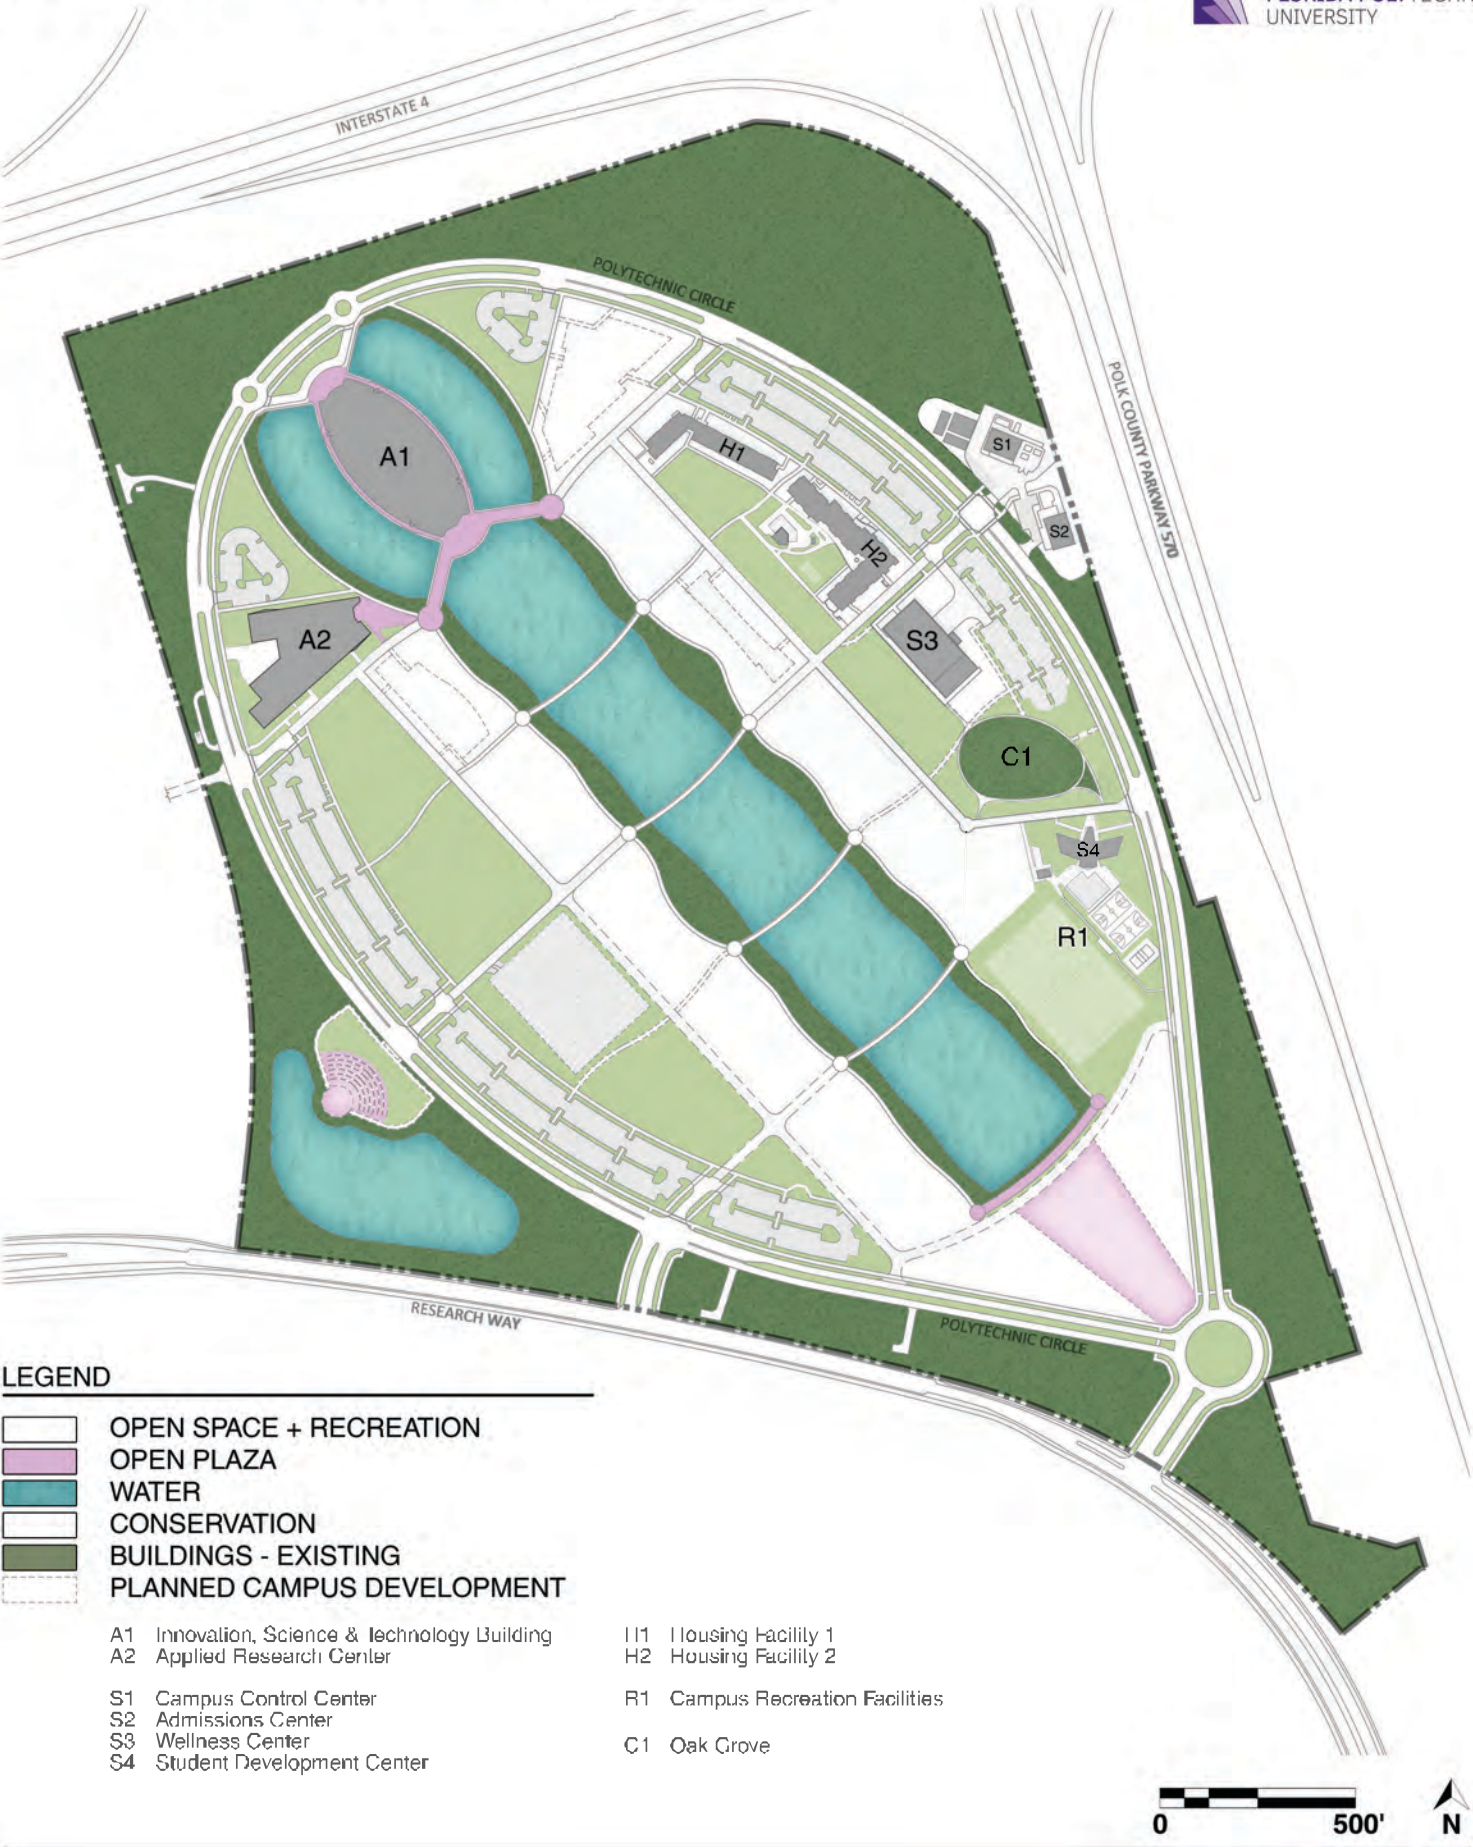 UNIVERSITY
INTERSTATE 4
POLYTECHNIC CIRCLE
POLK COUNTY PARKWAY 570
A1
H1
S1
S2
H2
A2
S3
C1
S4
R1
RESEARCH WAY
POLYTECHNIC CIRCLE
LEGEND
OPEN SPACE + RECREATION
OPEN PLAZA
WATER
CONSERVATION
BUILDINGS - EXISTING
PLANNED CAMPUS DEVELOPMENT
A1 Innovation, Science & Technology Building
A2 Applied Research Center
S1 Campus Control Center
S2 Admissions Center
S3 Wellness Center
S4 Student Development Center
H1 Housing Facility 1
H2 Housing Facility 2
R1 Campus Recreation Facilities
C1 Oak Grove
0 500'
N